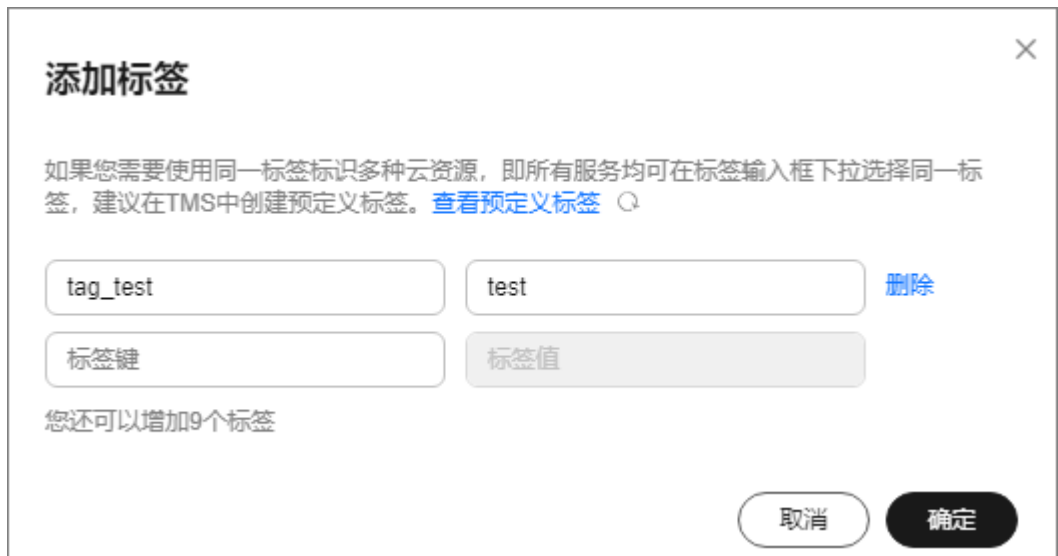 添加标签
如果您需要使用同一标签标识多种云资源，即所有服务均可在标签输入框下拉选择同一标
签，建议在TMS中创建预定义标签。查看预定义标签
tag_test test 删除
标签键 标签值
您还可以增加9个标签
取消 确定